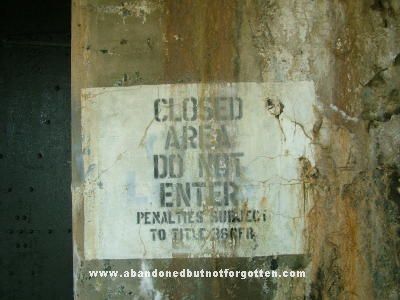 CLOSED
AREA
DO NOT
ENTER
PENALTIES SUBJECT
TO TITLE 36CFR
www.abandonedbutnotforgotten.com